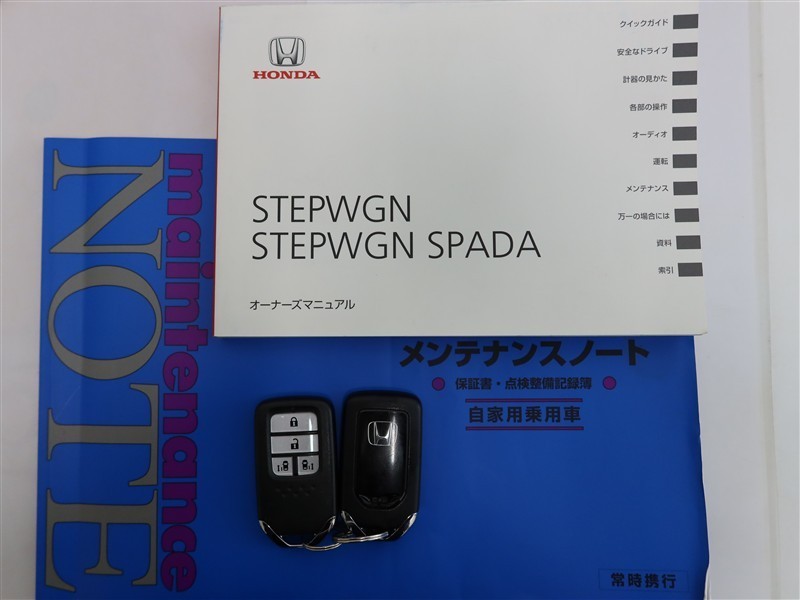 HONDA
クイックガイド
安全なドライブ
計器の見かた
各部の操作
オーディオ
運転
メンテナンス
万一の場合には
資料
索引
STEPWGN
STEPWGN SPADA
オーナーズマニュアル
maintenance
NOTE
メンテナンスノート
● 保証書・点検整備記録簿 ●
自家用乗用車
常時携行